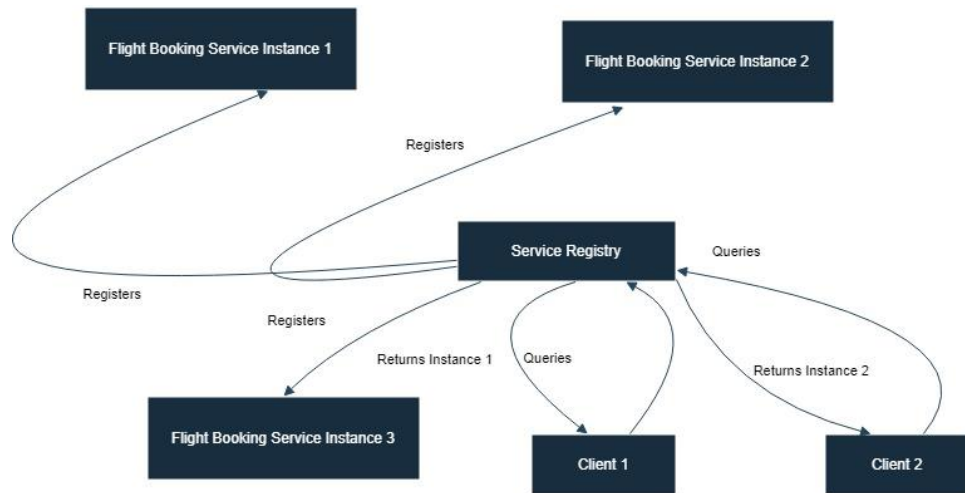 Flight Booking Service Instance 1
Flight Booking Service Instance 2
Registers
Service Registry
Queries
Registers
Registers
Returns Instance 1
Queries
Returns Instance 2
Flight Booking Service Instance 3
Client 1
Client 2